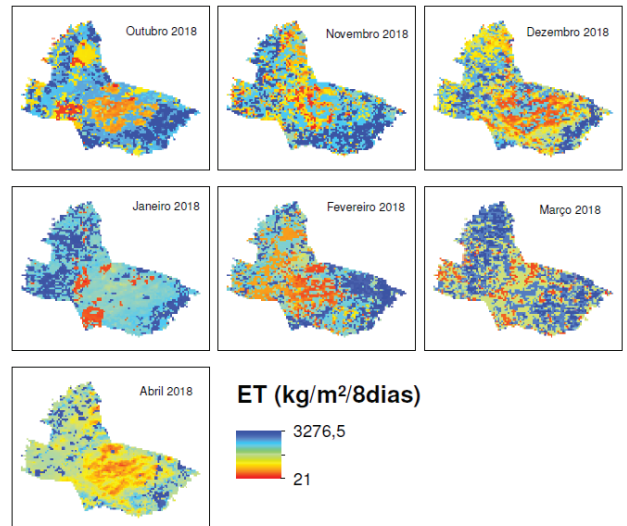 Outubro 2018
Novembro 2018
Dezembro 2018
Janeiro 2018
Fevereiro 2018
Março 2018
Abril 2018
ET (kg/m²/8dias)
3276,5
21